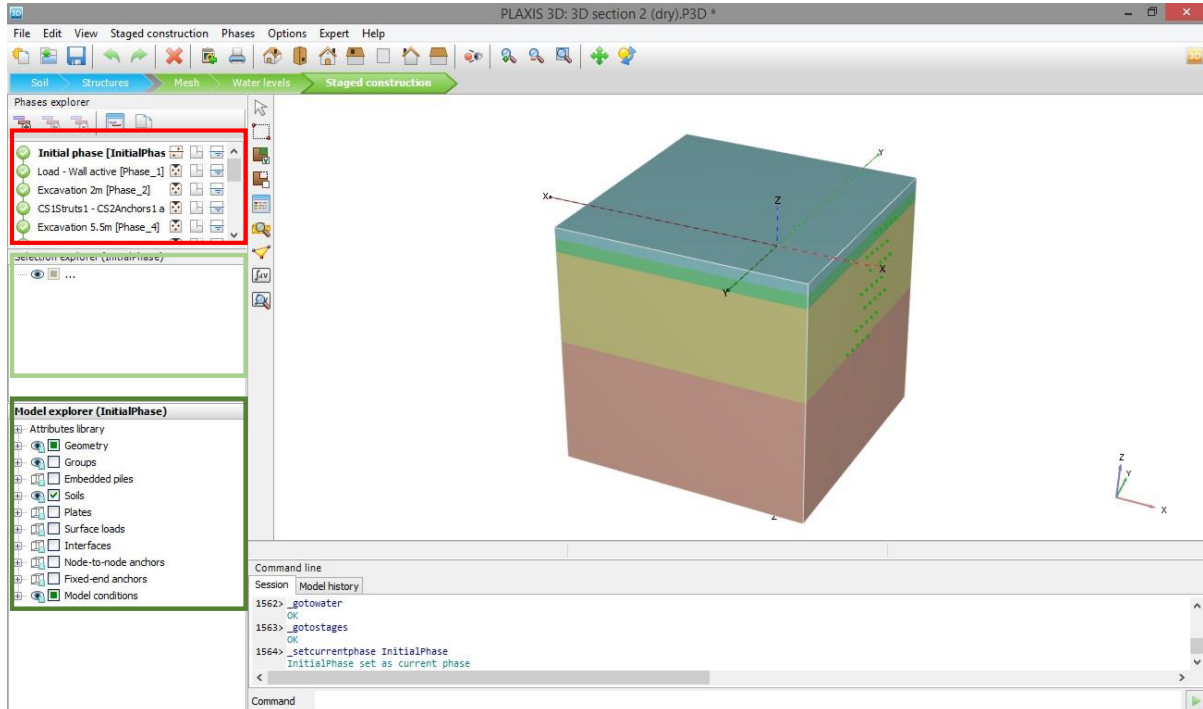 PLAXIS 3D: 3D section 2 (dry).P3D *
File Edit View Staged construction Phases Options Expert Help
Soil Structures Mesh Water levels Staged construction
Phases explorer
Initial phase [InitialPhas
Load - Wall active [Phase_1]
Excavation 2m [Phase_2]
CS1Struts1 - CS2Anchors1 a
Excavation 5.5m [Phase_4]
Selection explorer (InitialPhase)
...
Model explorer (InitialPhase)
Attributes library
Geometry
Groups
Embedded piles
Soils
Plates
Surface loads
Interfaces
Node-to-node anchors
Fixed-end anchors
Model conditions
X
Y
Z
X
Y
Z
Z
Y
X
Command line
Session Model history
1562> _gotowater
OK
1563> _gotostages
OK
1564> _setcurrentphase InitialPhase
InitialPhase set as current phase
Command